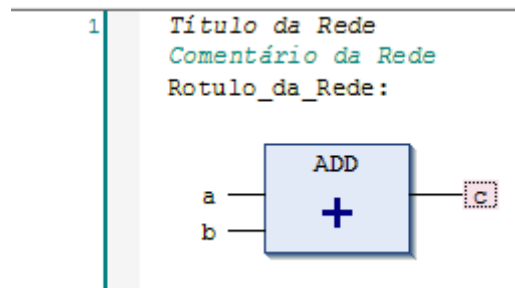 1
Título da Rede
Comentário da Rede
Rotulo_da_Rede:
ADD
a
+
c
b